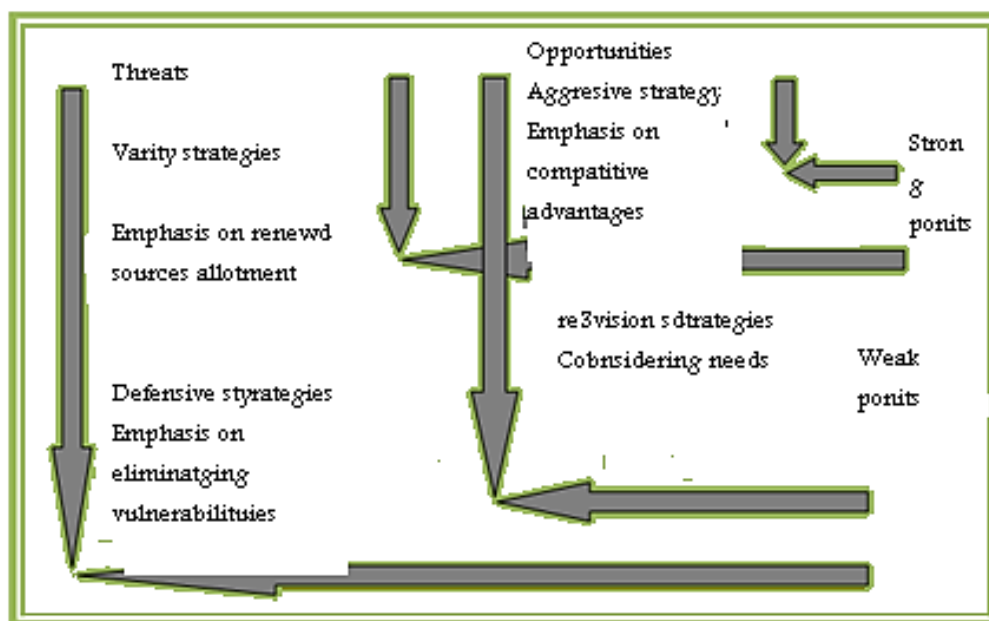 Threats
Varity strategies
Emphasis on renewd
sources allotment
Defensive styrategies
Emphasis on
eliminatging
vulnerabilituies
Opportunities
Aggresive strategy
Emphasis on
compatitive
advantages
re3vision sdtrategies
Cobnsidering needs
Stron
g
ponits
Weak
ponits